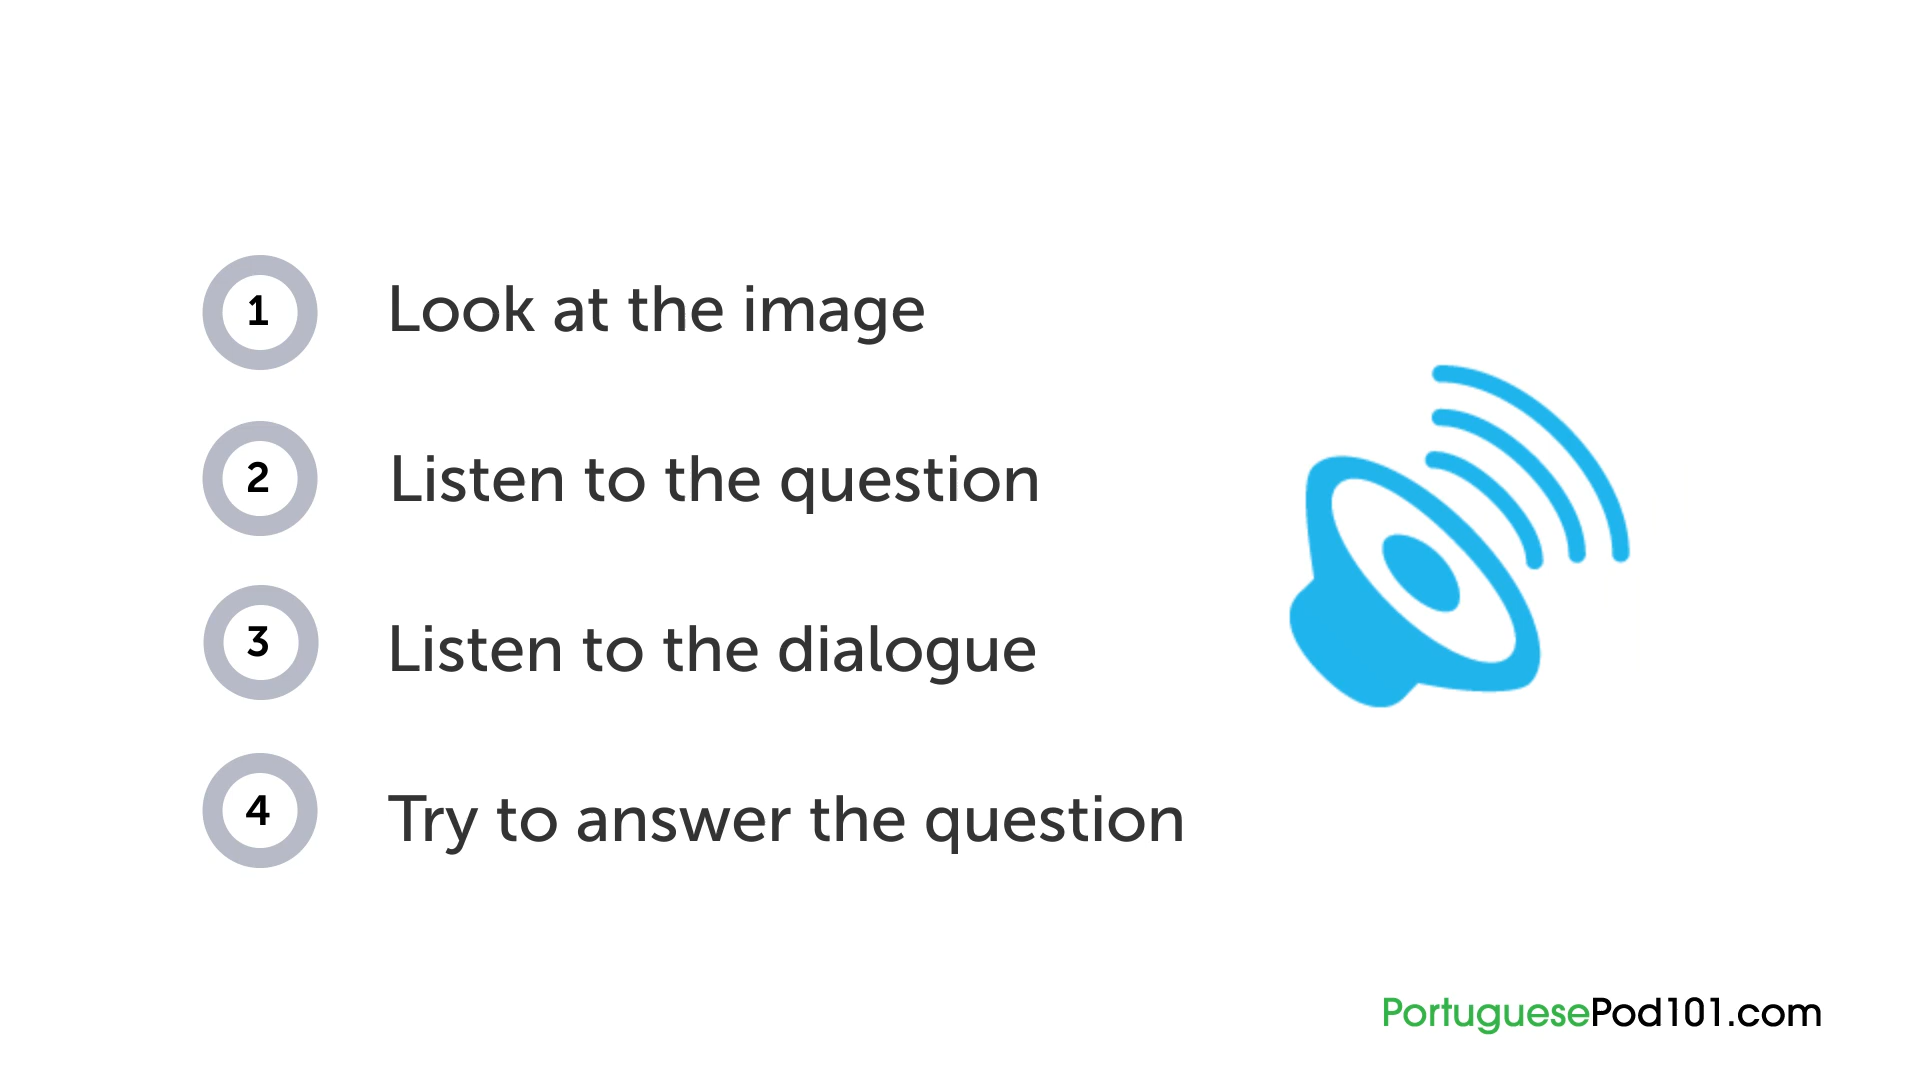 1 Look at the image
2 Listen to the question
3 Listen to the dialogue
4 Try to answer the question
PortuguesePod101.com